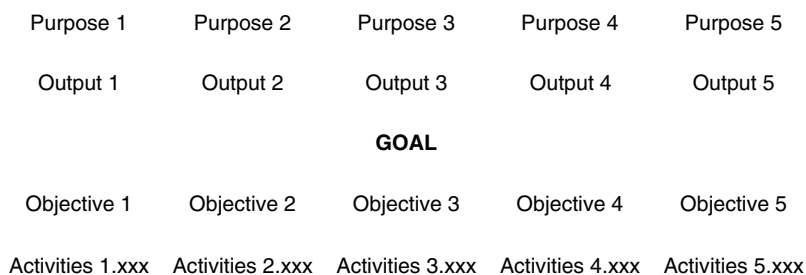 Purpose 1 Purpose 2 Purpose 3 Purpose 4 Purpose 5
Output 1 Output 2 Output 3 Output 4 Output 5
GOAL
Objective 1 Objective 2 Objective 3 Objective 4 Objective 5
Activities 1.xxx Activities 2.xxx Activities 3.xxx Activities 4.xxx Activities 5.xxx